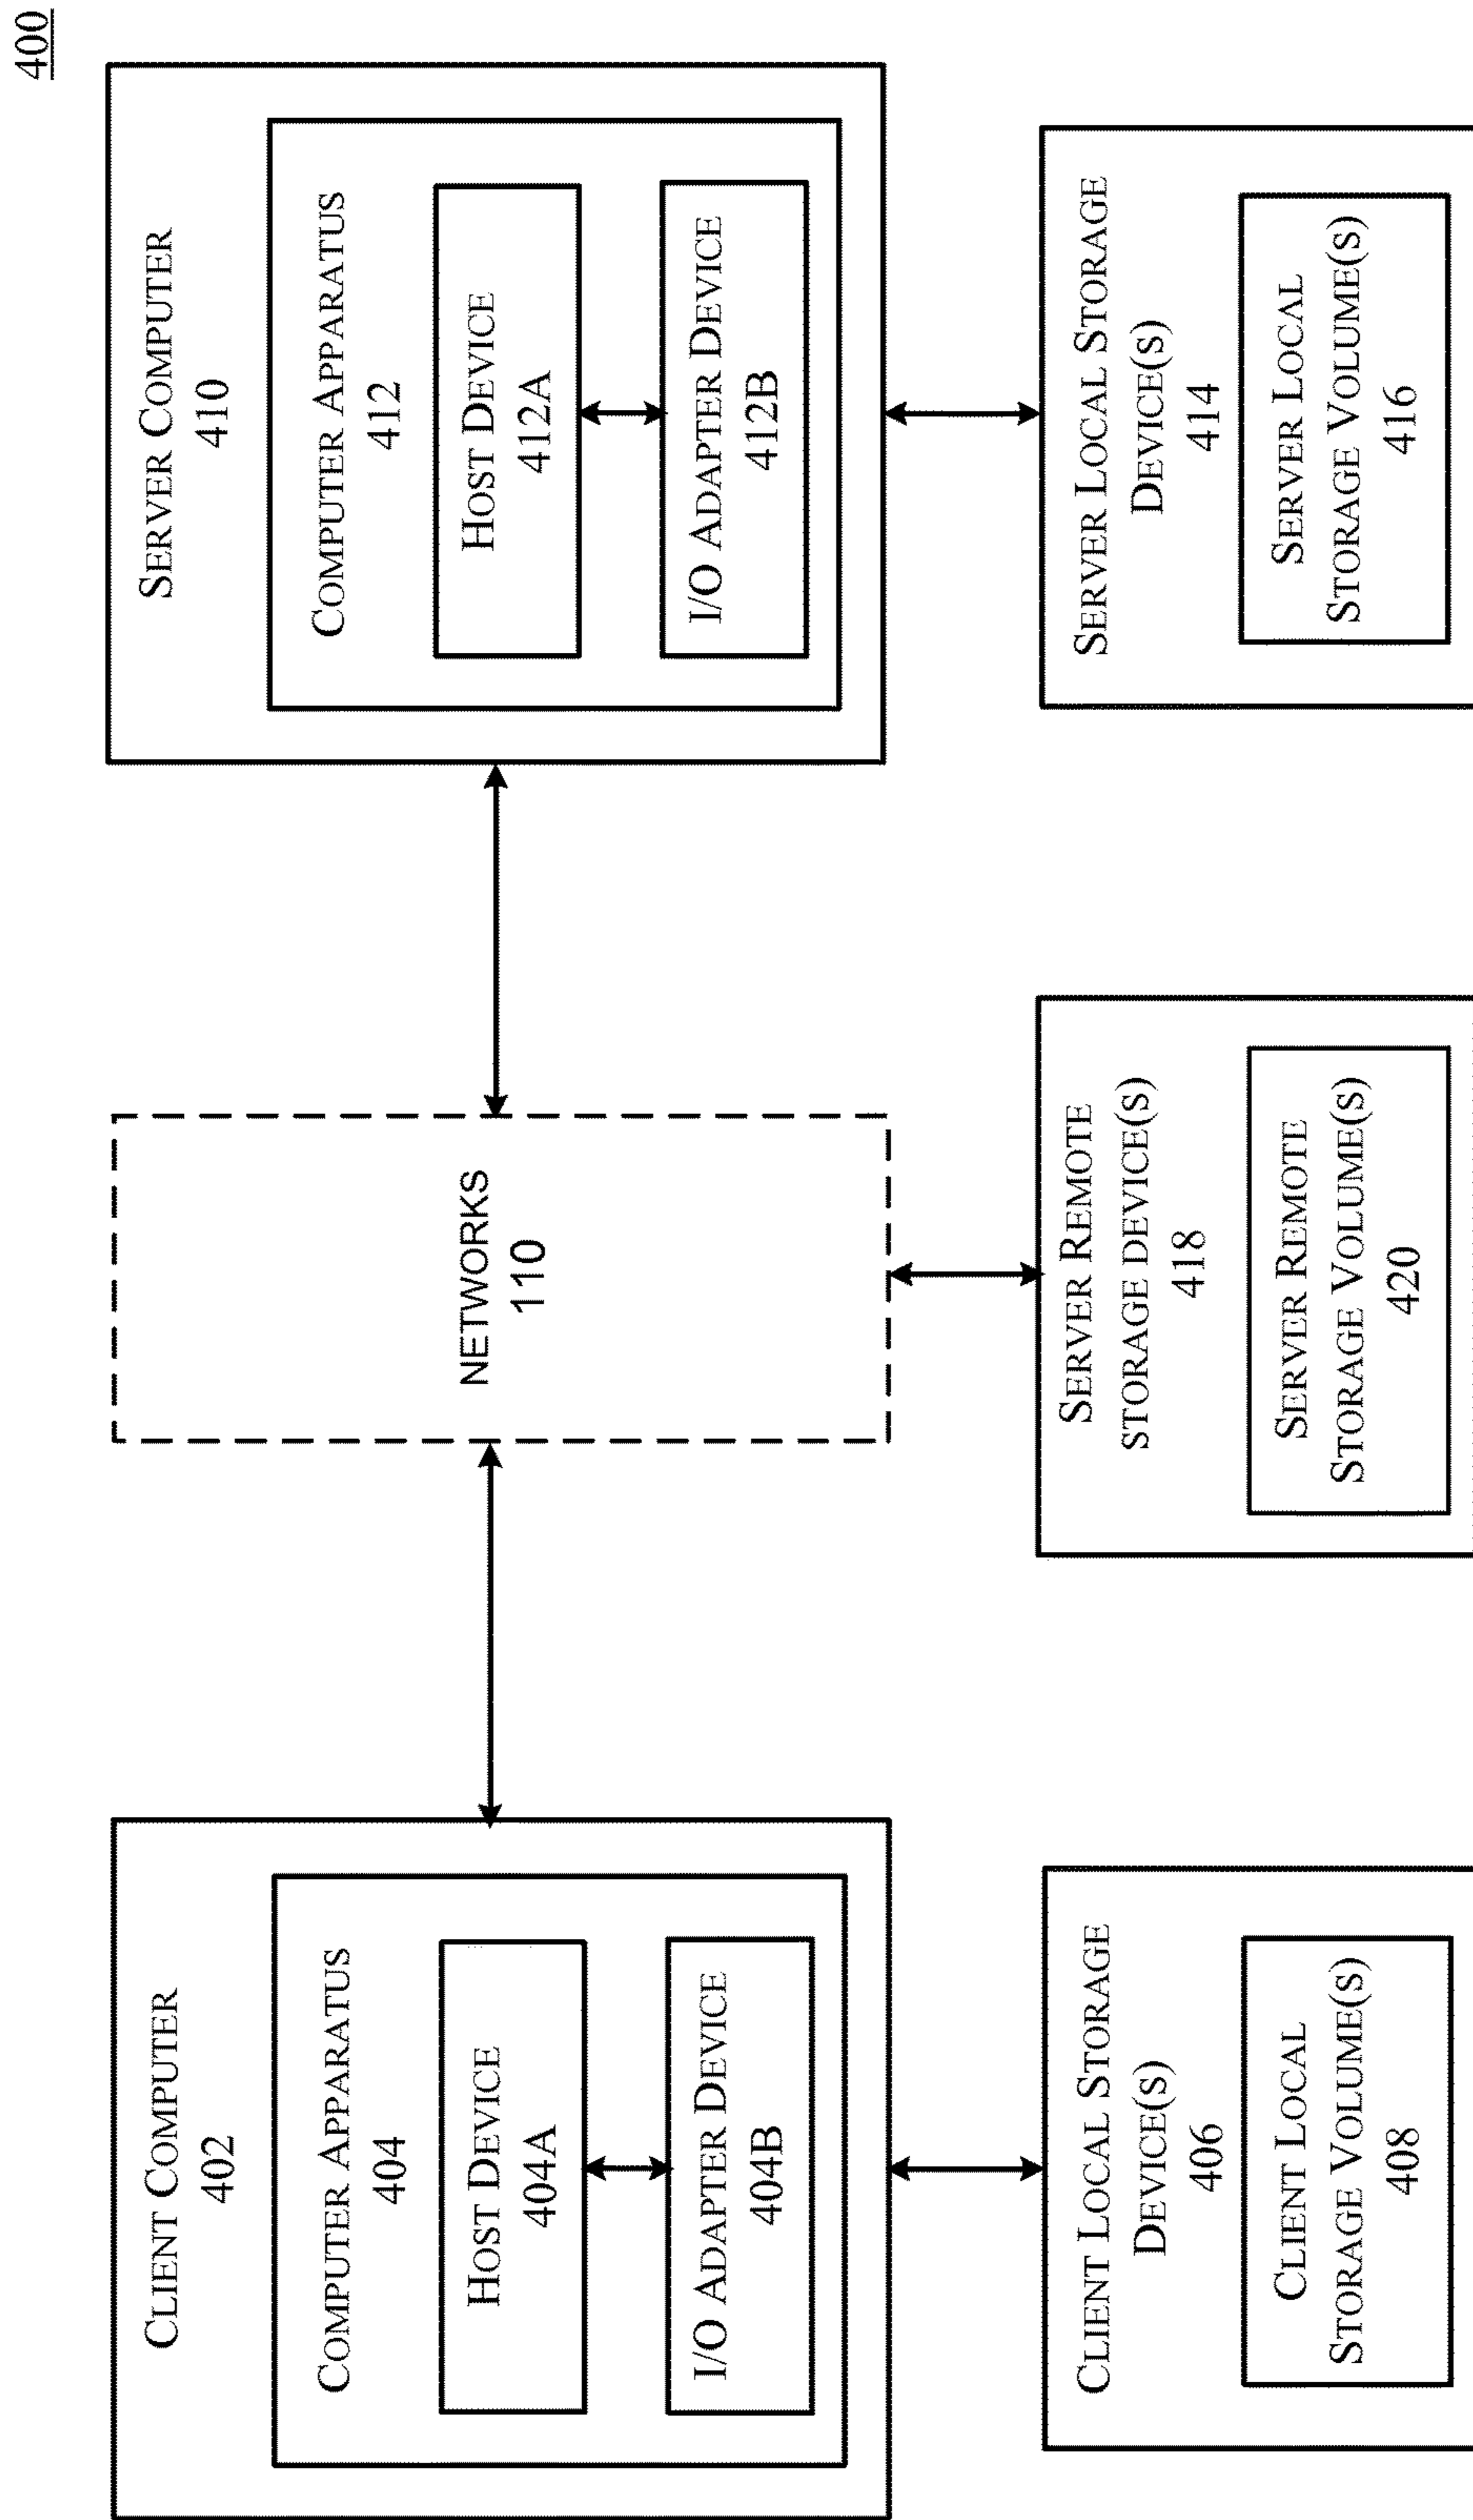 400
CLIENT COMPUTER
402
COMPUTER APPARATUS
404
HOST DEVICE
404A
I/O ADAPTER DEVICE
404B
CLIENT LOCAL STORAGE
DEVICE(S)
406
CLIENT LOCAL
STORAGE VOLUME(S)
408
NETWORKS
110
SERVER REMOTE
STORAGE DEVICE(S)
418
SERVER REMOTE
STORAGE VOLUME(S)
420
SERVER COMPUTER
410
COMPUTER APPARATUS
412
HOST DEVICE
412A
I/O ADAPTER DEVICE
412B
SERVER LOCAL STORAGE
DEVICE(S)
414
SERVER LOCAL
STORAGE VOLUME(S)
416